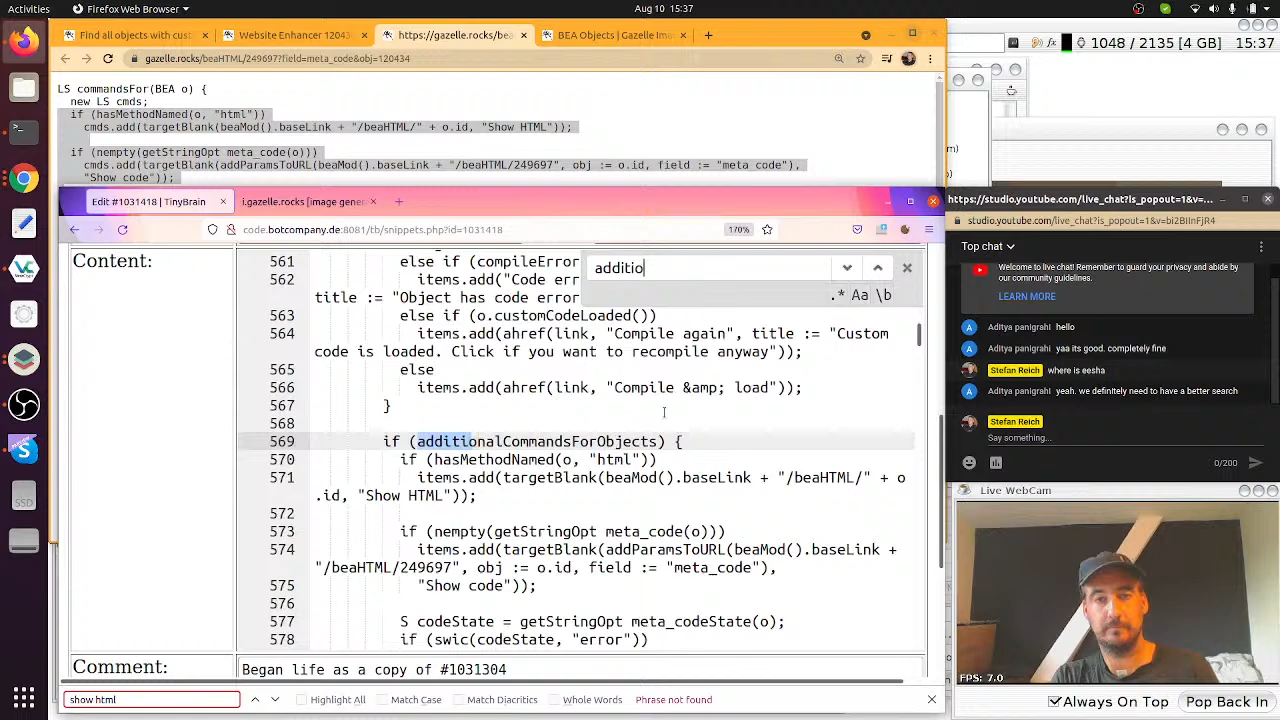 Activities
Firefox Web Browser
Aug 10 15:37
1048 / 2135 [4 GB]
15:37
Find all objects with cust
Website Enhancer 12043
https://gazelle.rocks/bea
BEA Objects | Gazelle Ima
gazelle.rocks/beaHTML/249697?field=meta_code&obj=120434
LS commandsFor(BEA o) {
new LS cmds;
if (hasMethodNamed(o, "html"))
cmds.add(targetBlank(beaMod().baseLink + "/beaHTML/" + o.id, "Show HTML"));
if (nempty(getStringOpt meta_code(o)))
cmds.add(targetBlank(addParamsToURL(beaMod().baseLink + "/beaHTML/249697", obj := o.id, field := "meta_code"),
"Show code"));
Edit #1031418 | TinyBrain
i.gazelle.rocks [image gene
code.botcompany.de:8081/tb/snippets.php?id=1031418
170%
Content:
additio
.* Aa \b
561 else if (compileError
562 items.add("Code err
title := "Object has code error
563 else if (o.customCodeLoaded())
564 items.add(ahref(link, "Compile again", title := "Custom
code is loaded. Click if you want to recompile anyway"));
565 else
566 items.add(ahref(link, "Compile &amp; load"));
567 }
568
569 if (additionalCommandsForObjects) {
570 if (hasMethodNamed(o, "html"))
571 items.add(targetBlank(beaMod().baseLink + "/beaHTML/" + o
.id, "Show HTML"));
572
573 if (nempty(getStringOpt meta_code(o)))
574 items.add(targetBlank(addParamsToURL(beaMod().baseLink +
"/beaHTML/249697", obj := o.id, field := "meta_code"),
575 "Show code"));
576
577 S codeState = getStringOpt meta_codeState(o);
578 if (swic(codeState, "error"))
Comment:
Began life as a copy of #1031304
show html
Highlight All
Match Case
Match Diacritics
Whole Words
Phrase not found
https://studio.youtube.com/live_chat?is_popout=1&v=...
studio.youtube.com/live_chat?is_popout=1&v=bi2BIInFjR4
Top chat
Welcome to live chat! Remember to guard your privacy and abide by
our community guidelines.
LEARN MORE
A Aditya panigrahi hello
A Aditya panigrahi yaa its good. completely fine
Stefan Reich where is eesha
A Aditya panigrahi yeah. we definitely need to have a better search
Stefan Reich
Say something...
0/200
Live WebCam
FPS: 7.0
Always On Top
Pop Back In
SSD